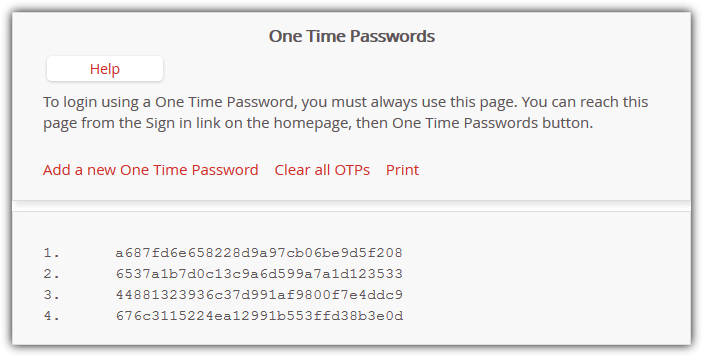 One Time Passwords
Help
To login using a One Time Password, you must always use this page. You can reach this
page from the Sign in link on the homepage, then One Time Passwords button.
Add a new One Time Password Clear all OTPs Print
1. a687fd6e658228d9a97cb06be9d5f208
2. 6537a1b7d0c13c9a6d599a7a1d123533
3. 44881323936c37d991af9800f7e4ddc9
4. 676c3115224ea12991b553ffd38b3e0d